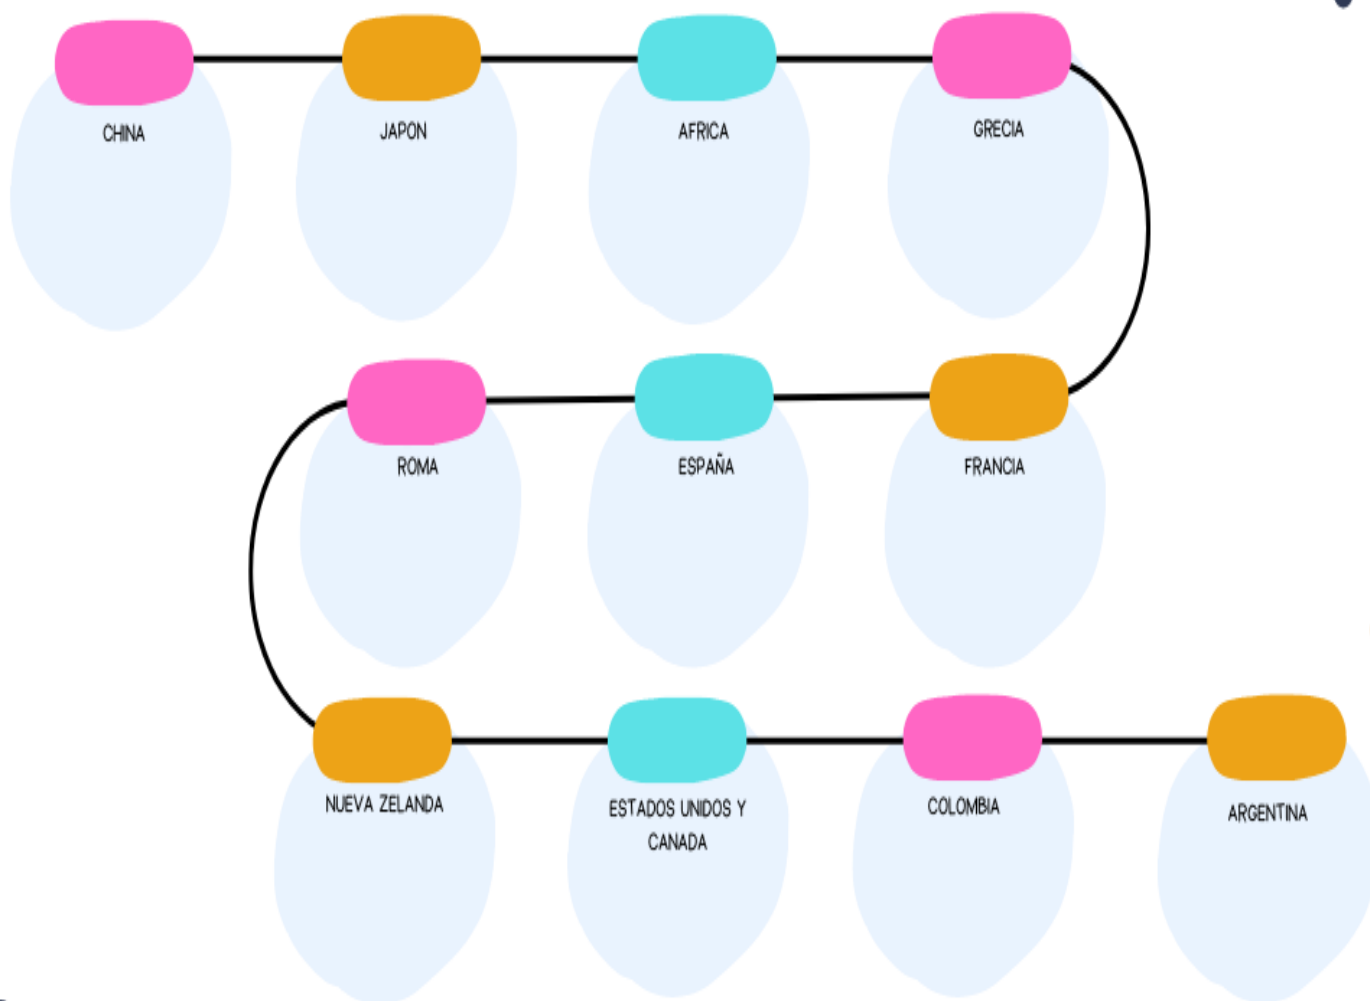 CHINA
JAPON
AFRICA
GRECIA
ROMA
ESPAÑA
FRANCIA
NUEVA ZELANDA
ESTADOS UNIDOS Y
CANADA
COLOMBIA
ARGENTINA